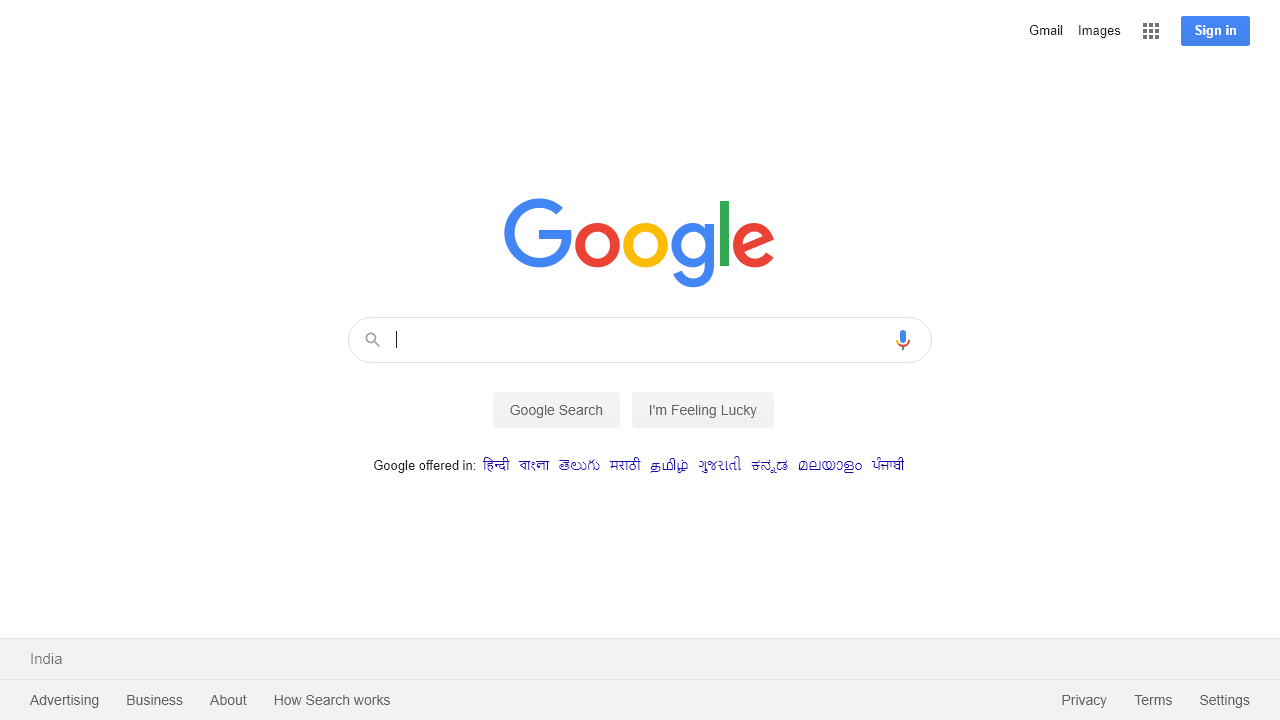 Gmail Images Sign in
Google
Google Search I'm Feeling Lucky
Google offered in: हिन्दी বাংলা తెలుగు मराठी தமிழ் ગુજરાતી ಕನ್ನಡ മലയാളം ਪੰਜਾਬੀ
India
Advertising Business About How Search works Privacy Terms Settings